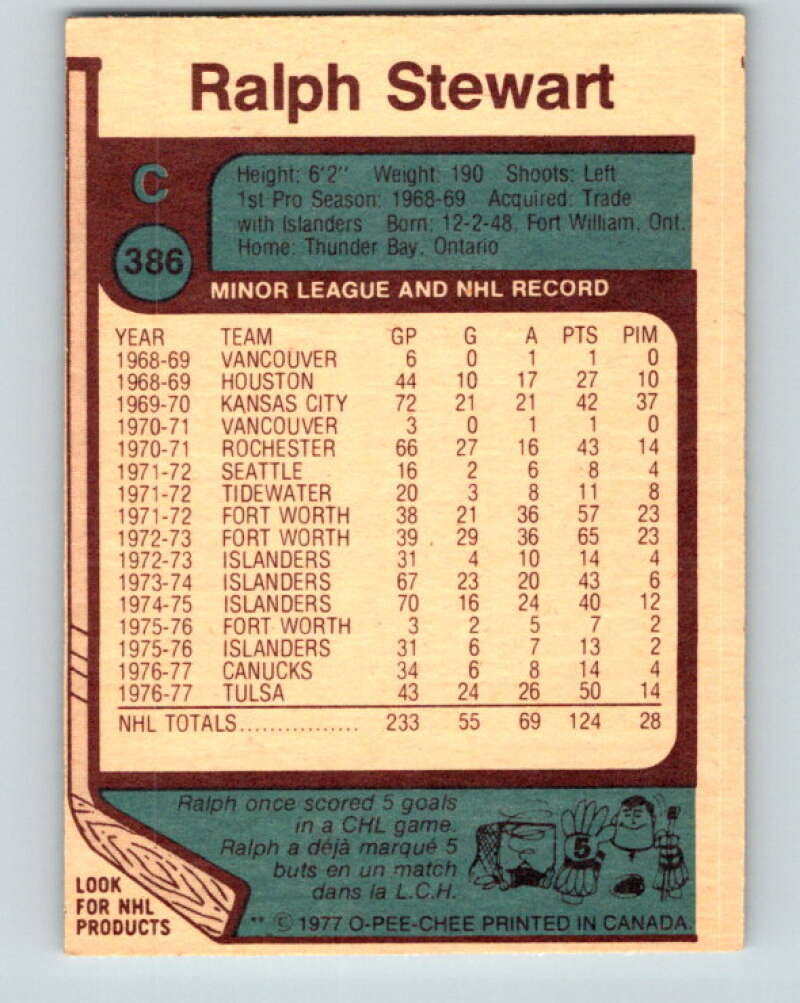 Ralph Stewart
C
386
Height: 6'2" Weight: 190 Shoots: Left
1st Pro Season: 1968-69 Acquired: Trade
with Islanders Born: 12-2-48, Fort William, Ont.
Home: Thunder Bay, Ontario
MINOR LEAGUE AND NHL RECORD
YEAR TEAM GP G A PTS PIM
1968-69 VANCOUVER 6 0 1 1 0
1968-69 HOUSTON 44 10 17 27 10
1969-70 KANSAS CITY 72 21 21 42 37
1970-71 VANCOUVER 3 0 1 1 0
1970-71 ROCHESTER 66 27 16 43 14
1971-72 SEATTLE 16 2 6 8 4
1971-72 TIDEWATER 20 3 8 11 8
1971-72 FORT WORTH 38 21 36 57 23
1972-73 FORT WORTH 39 29 36 65 23
1972-73 ISLANDERS 31 4 10 14 4
1973-74 ISLANDERS 67 23 20 43 6
1974-75 ISLANDERS 70 16 24 40 12
1975-76 FORT WORTH 3 2 5 7 2
1975-76 ISLANDERS 31 6 7 13 2
1976-77 CANUCKS 34 6 8 14 4
1976-77 TULSA 43 24 26 50 14
NHL TOTALS................ 233 55 69 124 28
Ralph once scored 5 goals
in a CHL game.
Ralph a déjà marqué 5
buts en un match
dans la L.C.H.
5
LOOK
FOR NHL
PRODUCTS
** © 1977 O-PEE-CHEE PRINTED IN CANADA.